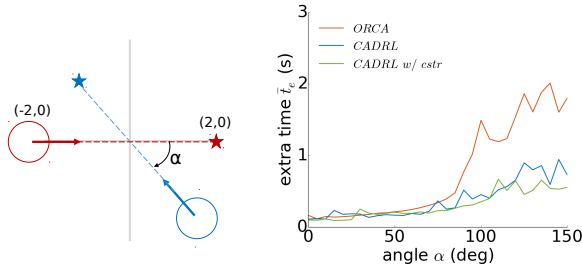 (-2,0)
(2,0)
α
extra time t̄ₑ (s)
3
2
1
0
ORCA
CADRL
CADRL w/ cstr
0
50
100
150
angle α (deg)